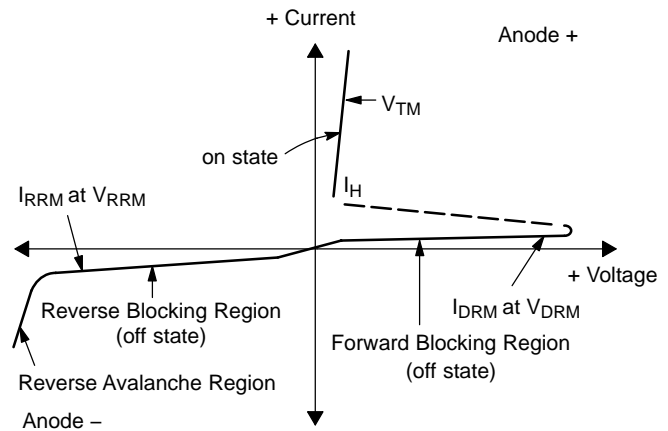 + Current
Anode +
VTM
on state
IH
IRRM at VRRM
+ Voltage
Reverse Blocking Region
(off state)
IDRM at VDRM
Forward Blocking Region
(off state)
Reverse Avalanche Region
Anode –